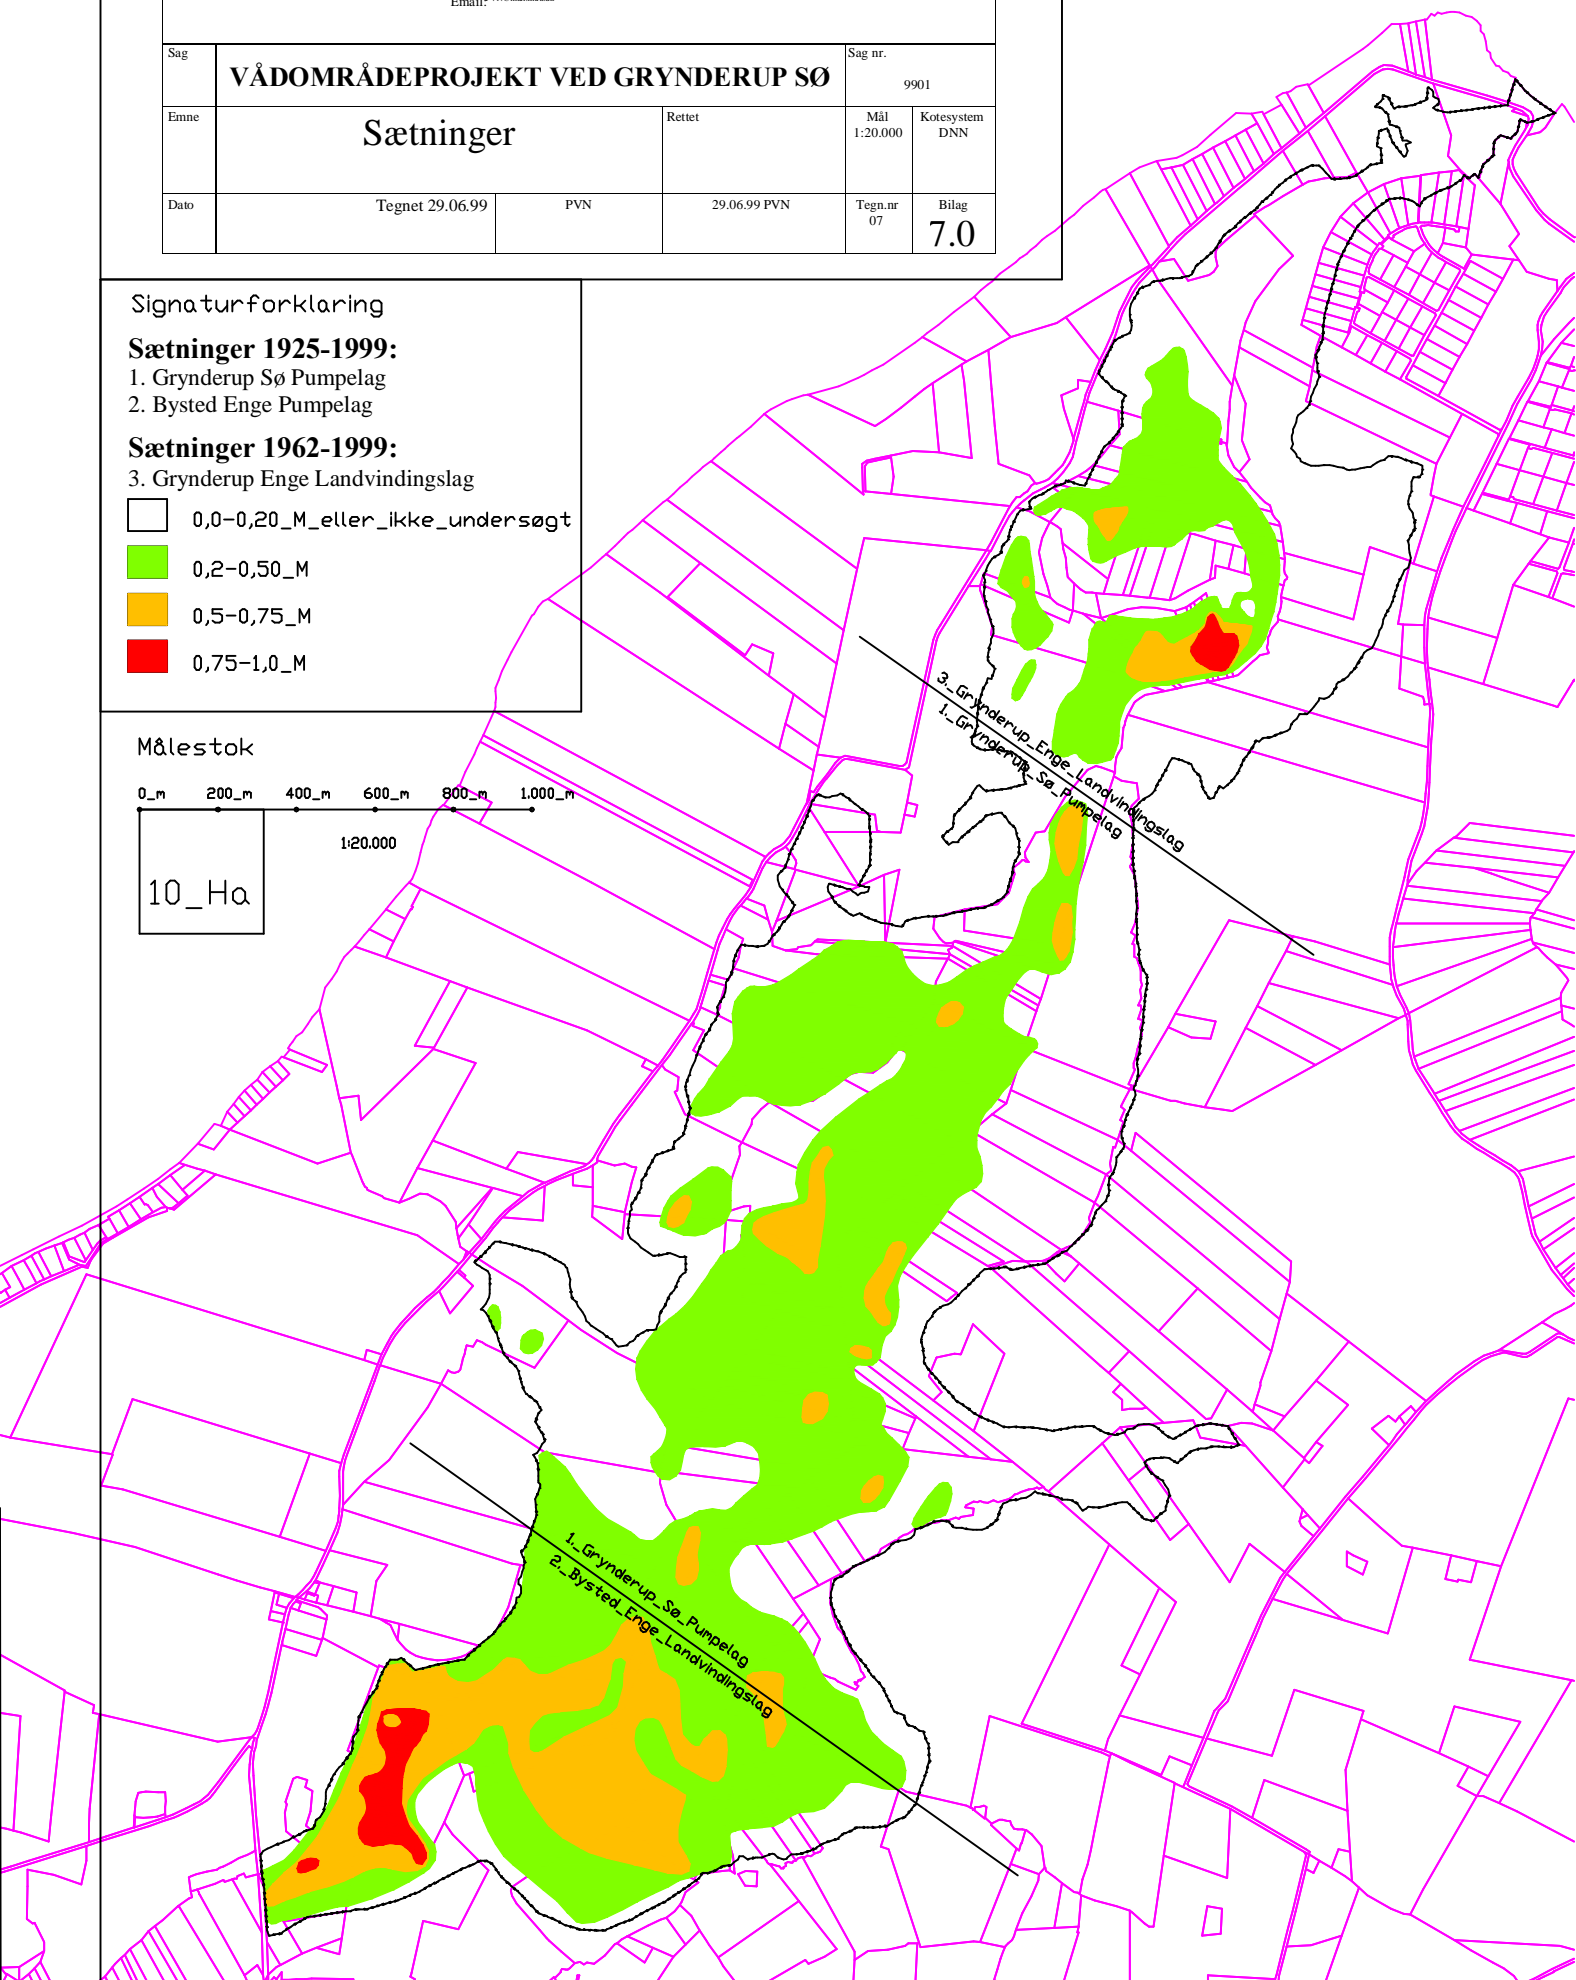 Email:
Sag
VÅDOMRÅDEPROJEKT VED GRYNDERUP SØ
Sag nr.
9901
Emne
Sætninger
Rettet
Mål
1:20.000
Kotesystem
DNN
Dato
Tegnet 29.06.99
PVN
29.06.99 PVN
Tegn.nr
07
Bilag
7.0
Signaturforklaring
Sætninger 1925-1999:
1. Grynderup Sø Pumpelag
2. Bysted Enge Pumpelag
Sætninger 1962-1999:
3. Grynderup Enge Landvindingslag
0,0-0,20_M_eller_ikke_undersøgt
0,2-0,50_M
0,5-0,75_M
0,75-1,0_M
Målestok
0_m 200_m 400_m 600_m 800_m 1.000_m
1:20.000
10_Ha
3._Grynderup_Enge_Landvindingslag
1._Grynderup_Sø_Pumpelag
1._Grynderup_Sø_Pumpelag
2._Bysted_Enge_Landvindingslag